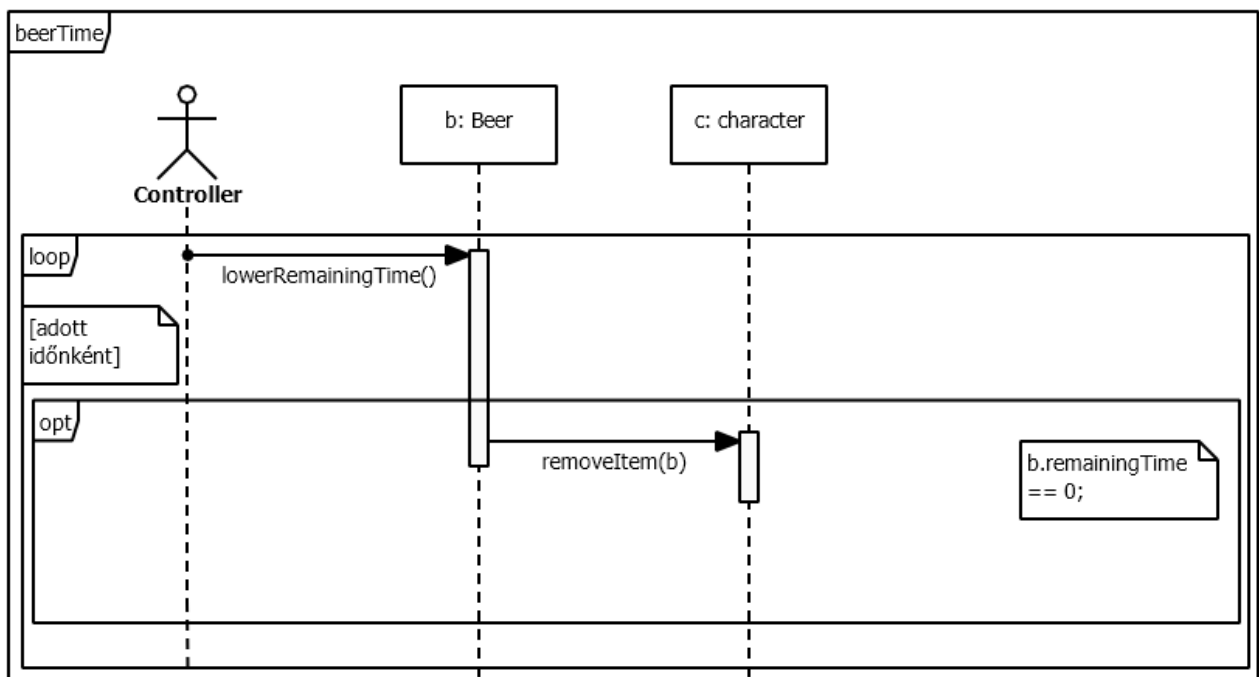 beerTime
b: Beer
c: character
Controller
loop
lowerRemainingTime()
[adott
időnként]
opt
removeItem(b)
b.remainingTime
== 0;